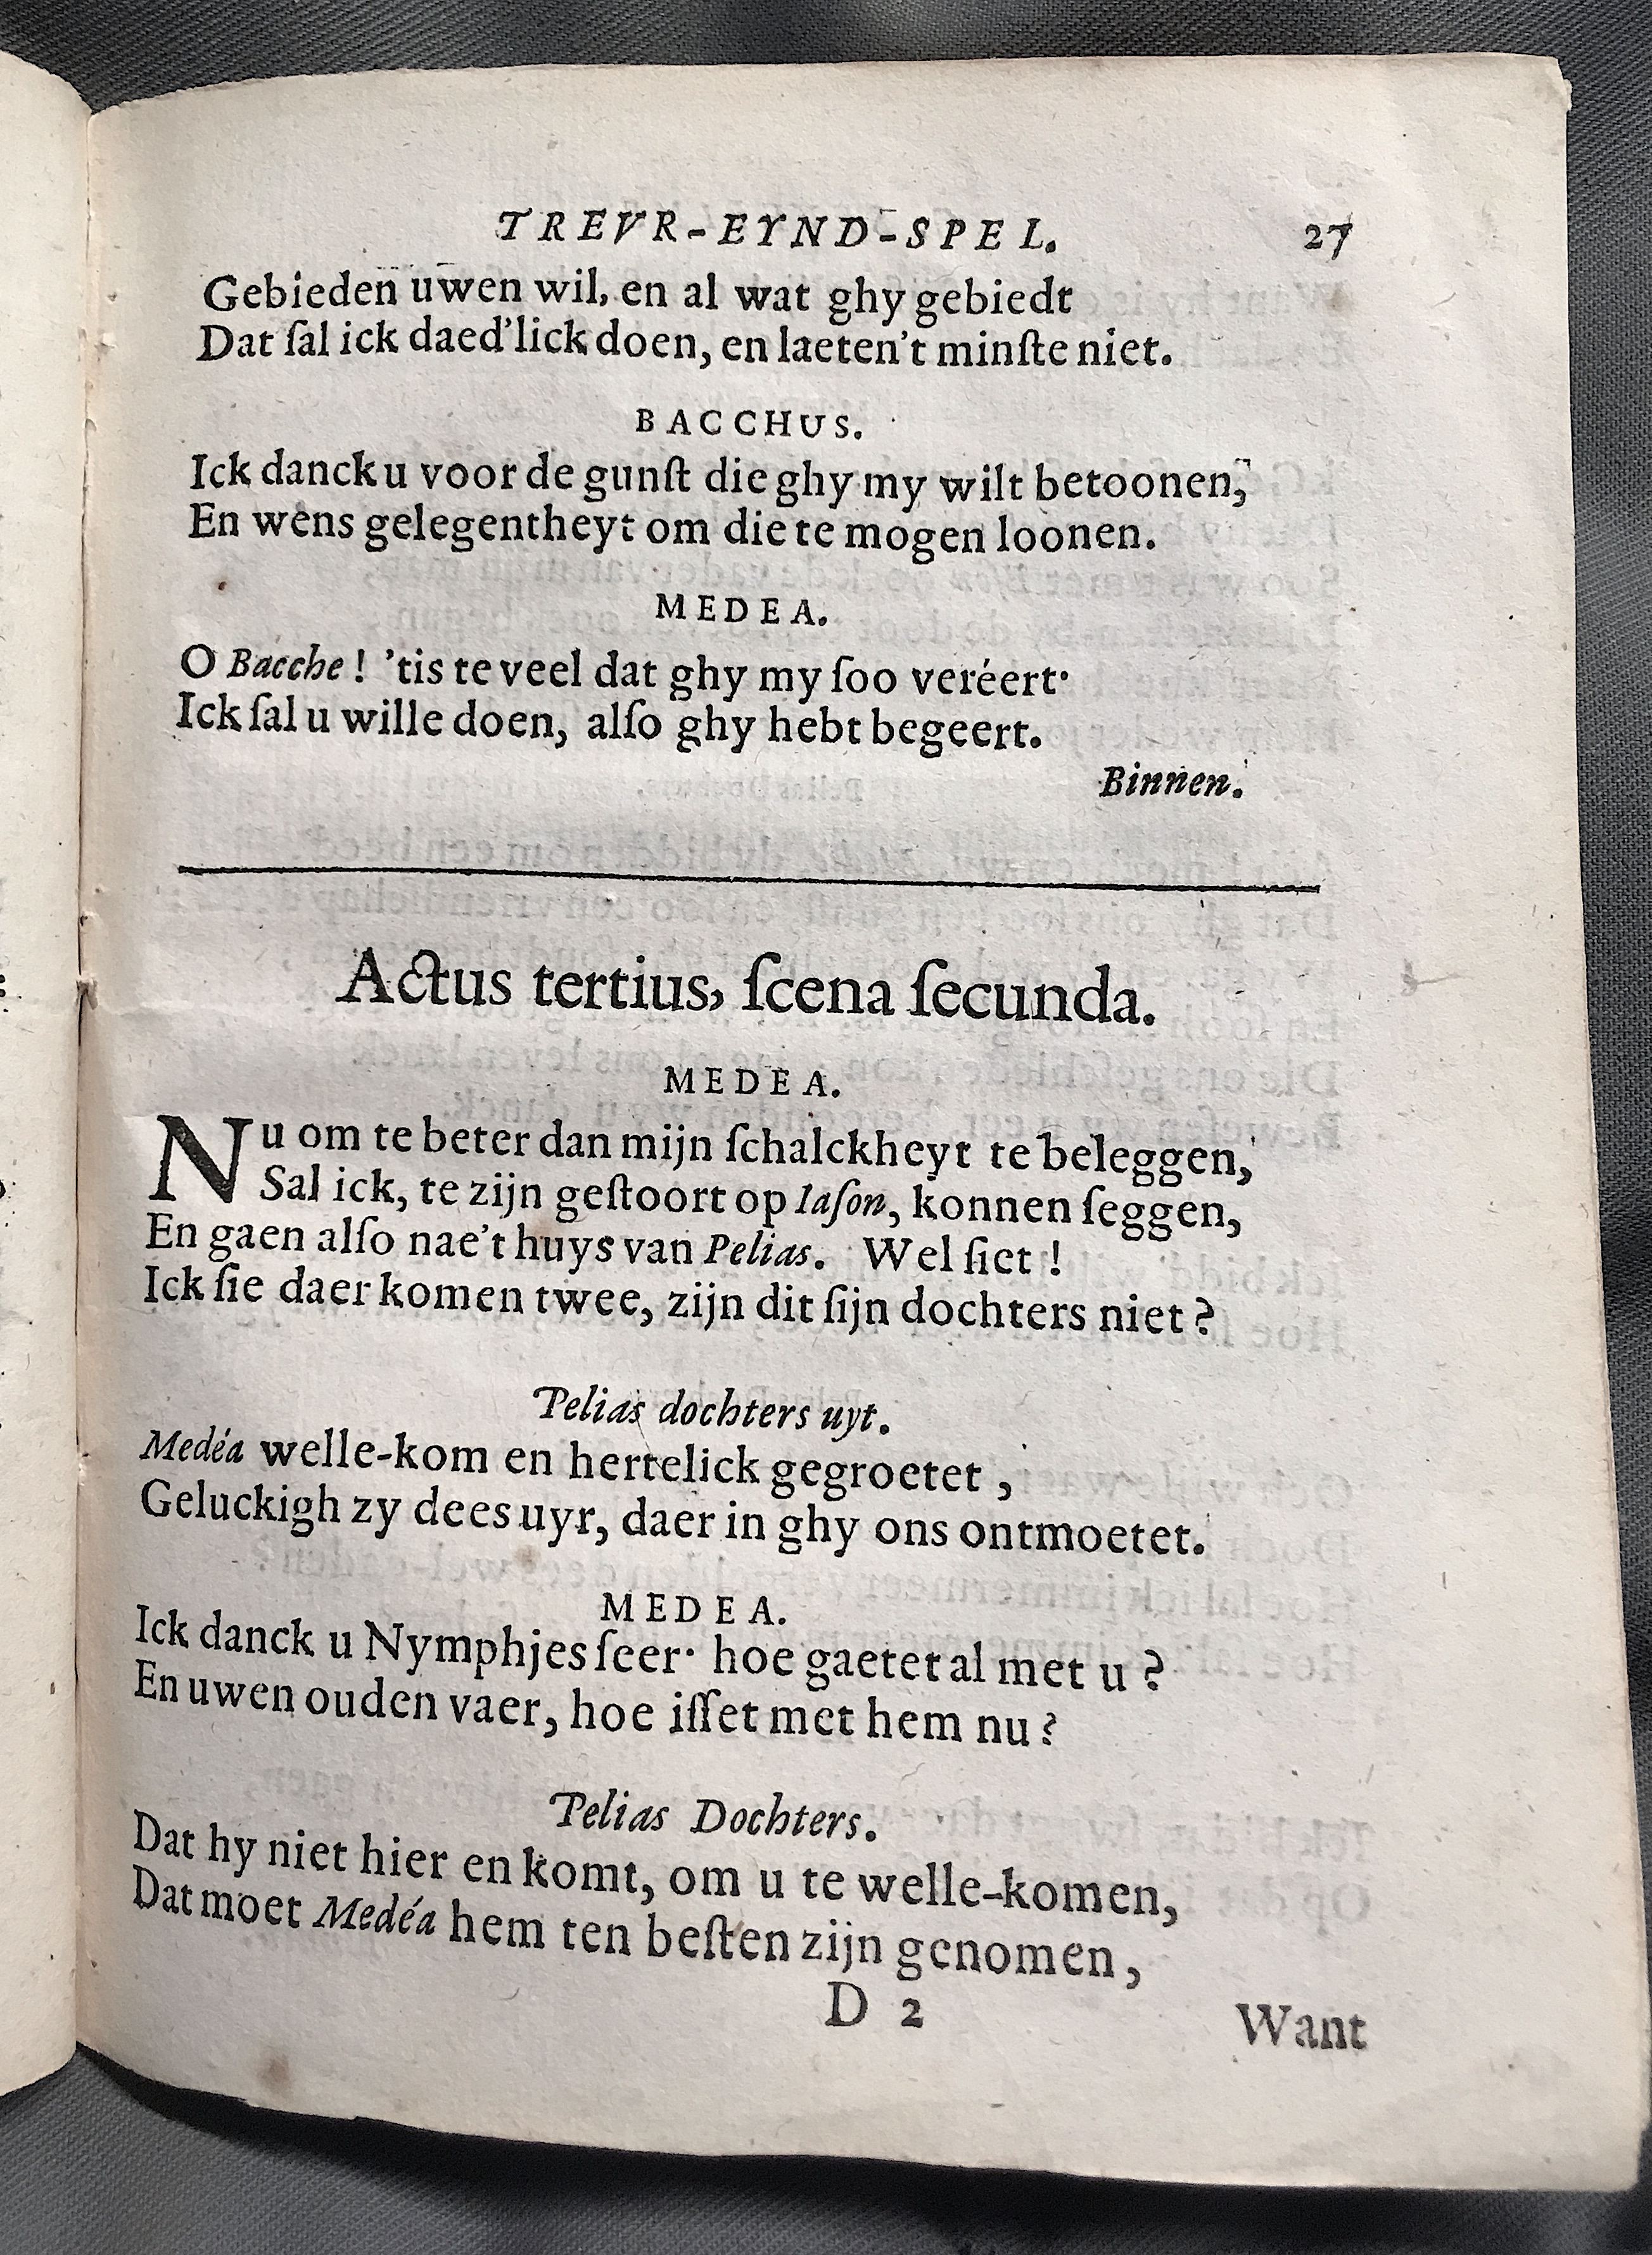 TREVR-EYND-SPEL. 27
Gebieden uwen wil, en al wat ghy gebiedt
Dat ſal ick daed'lick doen, en laeten't minſte niet.
BACCHUS.
Ick danck u voor de gunſt die ghy my wilt betoonen,
En wens gelegentheyt om die te mogen loonen.
MEDEA.
O Bacche! 'tis te veel dat ghy my ſoo veréert·
Ick ſal u wille doen, alſo ghy hebt begeert.
Binnen.
Actus tertius, ſcena ſecunda.
MEDEA.
Nu om te beter dan mijn ſchalckheyt te beleggen,
Sal ick, te zijn geſtoort op Iaſon, konnen ſeggen,
En gaen alſo nae't huys van Pelias. Wel ſiet!
Ick ſie daer komen twee, zijn dit ſijn dochters niet?
Pelias dochters uyt.
Medéa welle-kom en hertelick gegroetet,
Geluckigh zy dees uyr, daer in ghy ons ontmoetet.
MEDEA.
Ick danck u Nymphjes ſeer· hoe gaetet al met u?
En uwen ouden vaer, hoe iſſet met hem nu?
Pelias Dochters.
Dat hy niet hier en komt, om u te welle-komen,
Dat moet Medéa hem ten beſten zijn genomen,
D 2 Want